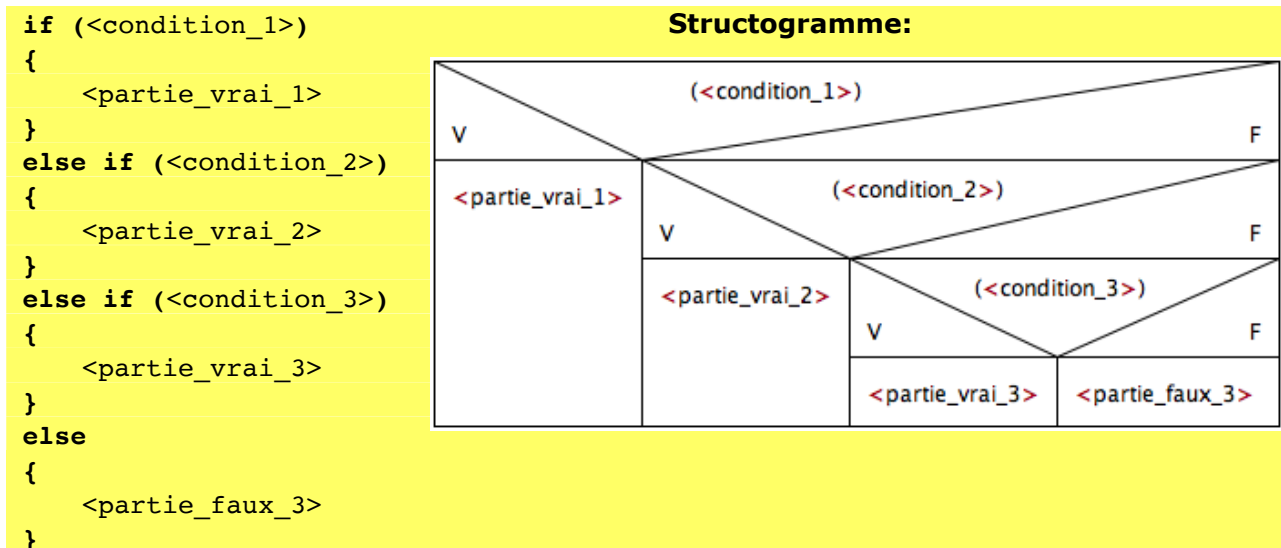 if (<condition_1>)
{
<partie_vrai_1>
}
else if (<condition_2>)
{
<partie_vrai_2>
}
else if (<condition_3>)
{
<partie_vrai_3>
}
else
{
<partie_faux_3>
}
Structogramme:
(<condition_1>)
V F
<partie_vrai_1> (<condition_2>)
V F
<partie_vrai_2> (<condition_3>)
V F
<partie_vrai_3> <partie_faux_3>